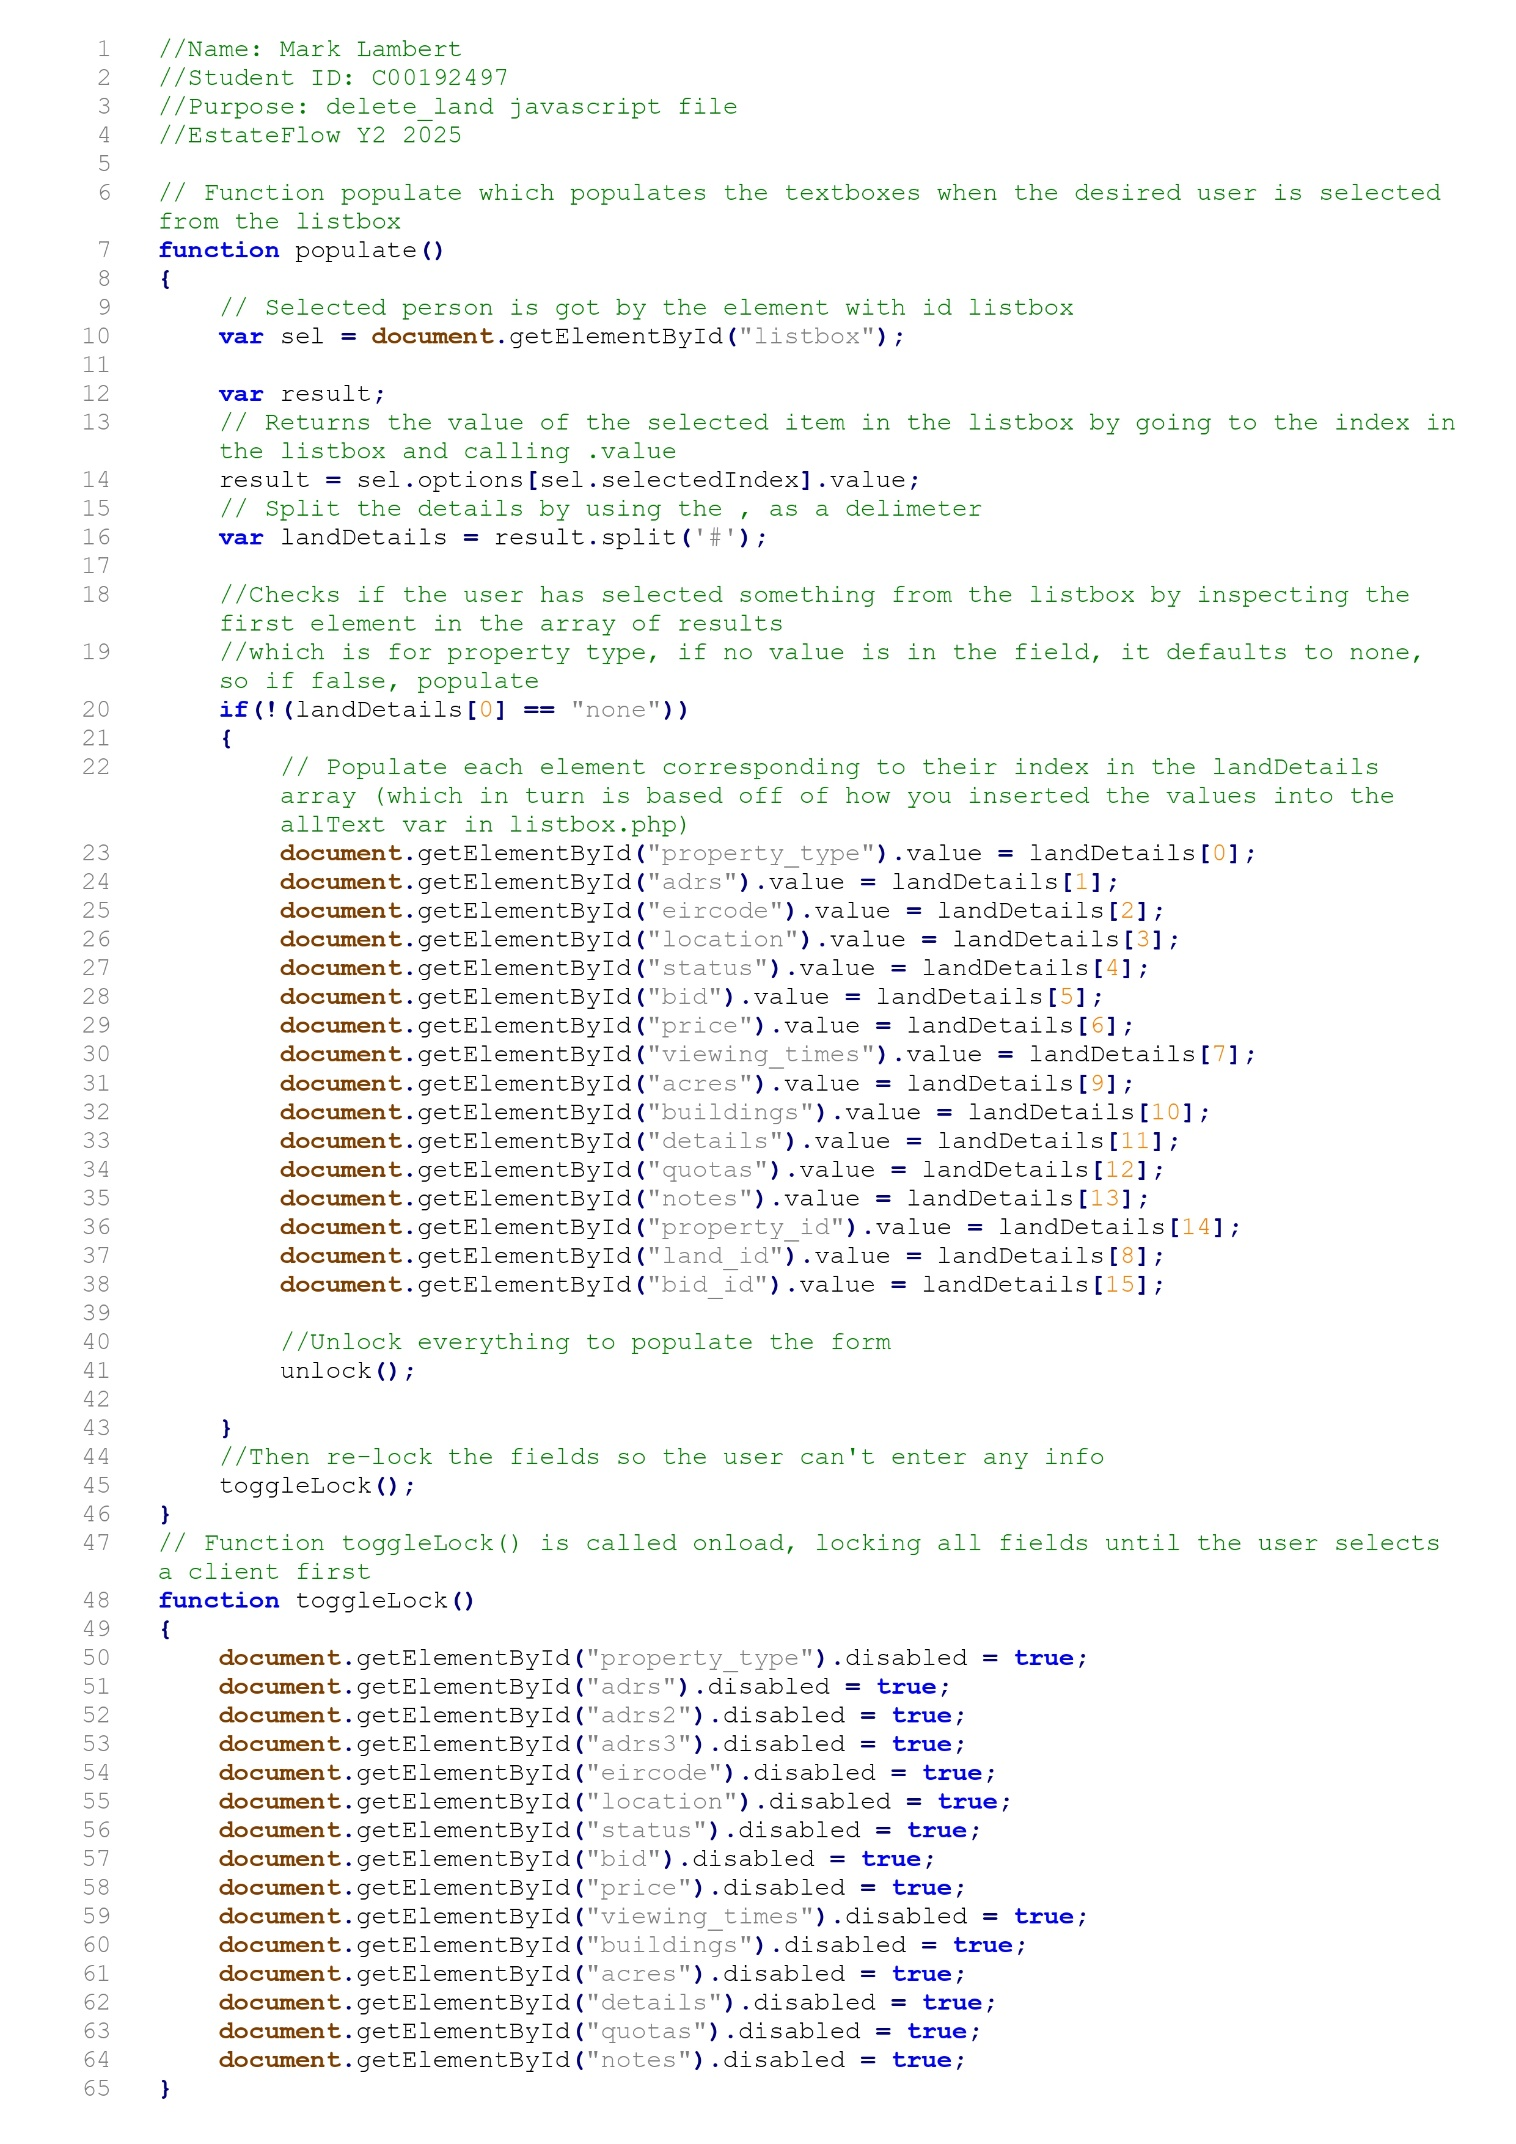 1 //Name: Mark Lambert
2 //Student ID: C00192497
3 //Purpose: delete_land javascript file
4 //EstateFlow Y2 2025
5
6 // Function populate which populates the textboxes when the desired user is selected
from the listbox
7 function populate()
8 {
9 // Selected person is got by the element with id listbox
10 var sel = document.getElementById("listbox");
11
12 var result;
13 // Returns the value of the selected item in the listbox by going to the index in
the listbox and calling .value
14 result = sel.options[sel.selectedIndex].value;
15 // Split the details by using the , as a delimeter
16 var landDetails = result.split('#');
17
18 //Checks if the user has selected something from the listbox by inspecting the
first element in the array of results
19 //which is for property type, if no value is in the field, it defaults to none,
so if false, populate
20 if(!(landDetails[0] == "none"))
21 {
22 // Populate each element corresponding to their index in the landDetails
array (which in turn is based off of how you inserted the values into the
allText var in listbox.php)
23 document.getElementById("property_type").value = landDetails[0];
24 document.getElementById("adrs").value = landDetails[1];
25 document.getElementById("eircode").value = landDetails[2];
26 document.getElementById("location").value = landDetails[3];
27 document.getElementById("status").value = landDetails[4];
28 document.getElementById("bid").value = landDetails[5];
29 document.getElementById("price").value = landDetails[6];
30 document.getElementById("viewing_times").value = landDetails[7];
31 document.getElementById("acres").value = landDetails[9];
32 document.getElementById("buildings").value = landDetails[10];
33 document.getElementById("details").value = landDetails[11];
34 document.getElementById("quotas").value = landDetails[12];
35 document.getElementById("notes").value = landDetails[13];
36 document.getElementById("property_id").value = landDetails[14];
37 document.getElementById("land_id").value = landDetails[8];
38 document.getElementById("bid_id").value = landDetails[15];
39
40 //Unlock everything to populate the form
41 unlock();
42
43 }
44 //Then re-lock the fields so the user can't enter any info
45 toggleLock();
46 }
47 // Function toggleLock() is called onload, locking all fields until the user selects
a client first
48 function toggleLock()
49 {
50 document.getElementById("property_type").disabled = true;
51 document.getElementById("adrs").disabled = true;
52 document.getElementById("adrs2").disabled = true;
53 document.getElementById("adrs3").disabled = true;
54 document.getElementById("eircode").disabled = true;
55 document.getElementById("location").disabled = true;
56 document.getElementById("status").disabled = true;
57 document.getElementById("bid").disabled = true;
58 document.getElementById("price").disabled = true;
59 document.getElementById("viewing_times").disabled = true;
60 document.getElementById("buildings").disabled = true;
61 document.getElementById("acres").disabled = true;
62 document.getElementById("details").disabled = true;
63 document.getElementById("quotas").disabled = true;
64 document.getElementById("notes").disabled = true;
65 }